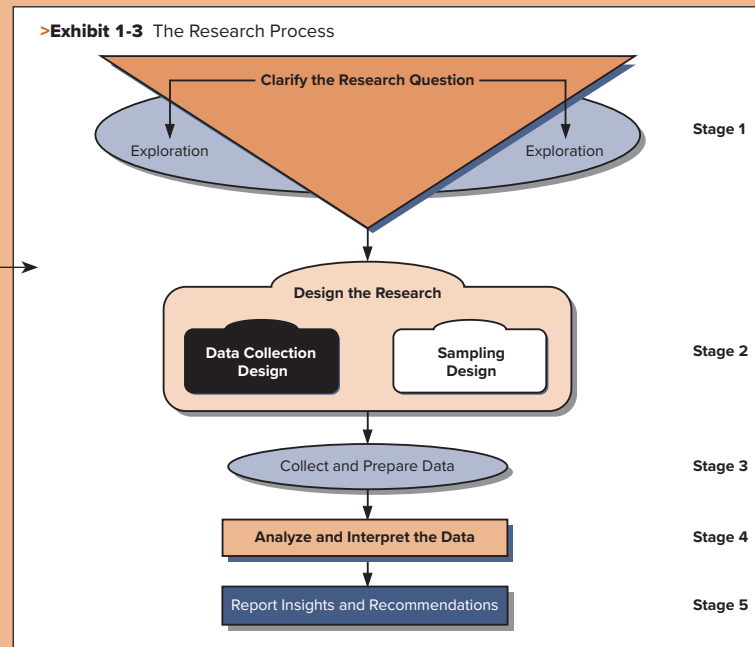 >Exhibit 1-3 The Research Process
Clarify the Research Question
Exploration
Exploration
Stage 1
Design the Research
Data Collection
Design
Sampling
Design
Stage 2
Collect and Prepare Data
Stage 3
Analyze and Interpret the Data
Stage 4
Report Insights and Recommendations
Stage 5